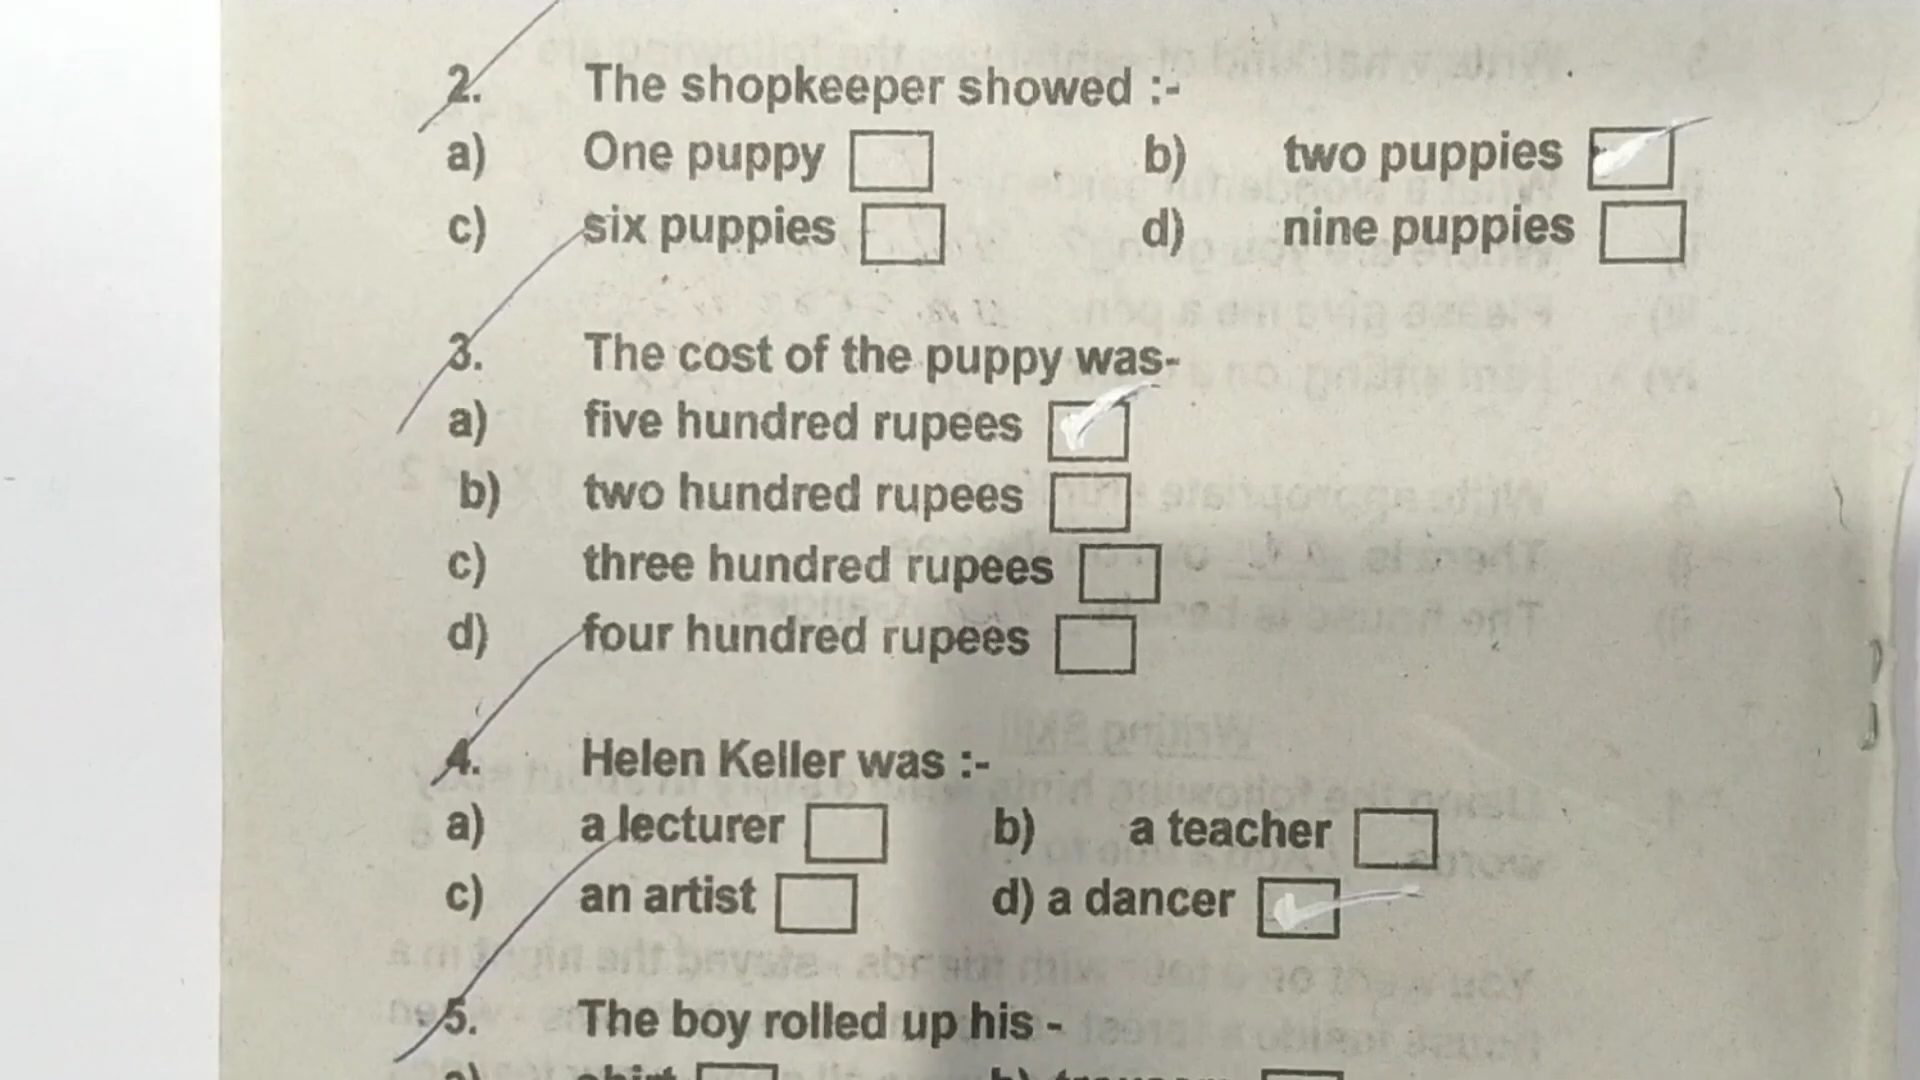 2. The shopkeeper showed :-
a) One puppy b) two puppies
c) six puppies d) nine puppies
3. The cost of the puppy was-
a) five hundred rupees
b) two hundred rupees
c) three hundred rupees
d) four hundred rupees
4. Helen Keller was :-
a) a lecturer b) a teacher
c) an artist d) a dancer
5. The boy rolled up his -
a) shirt b)